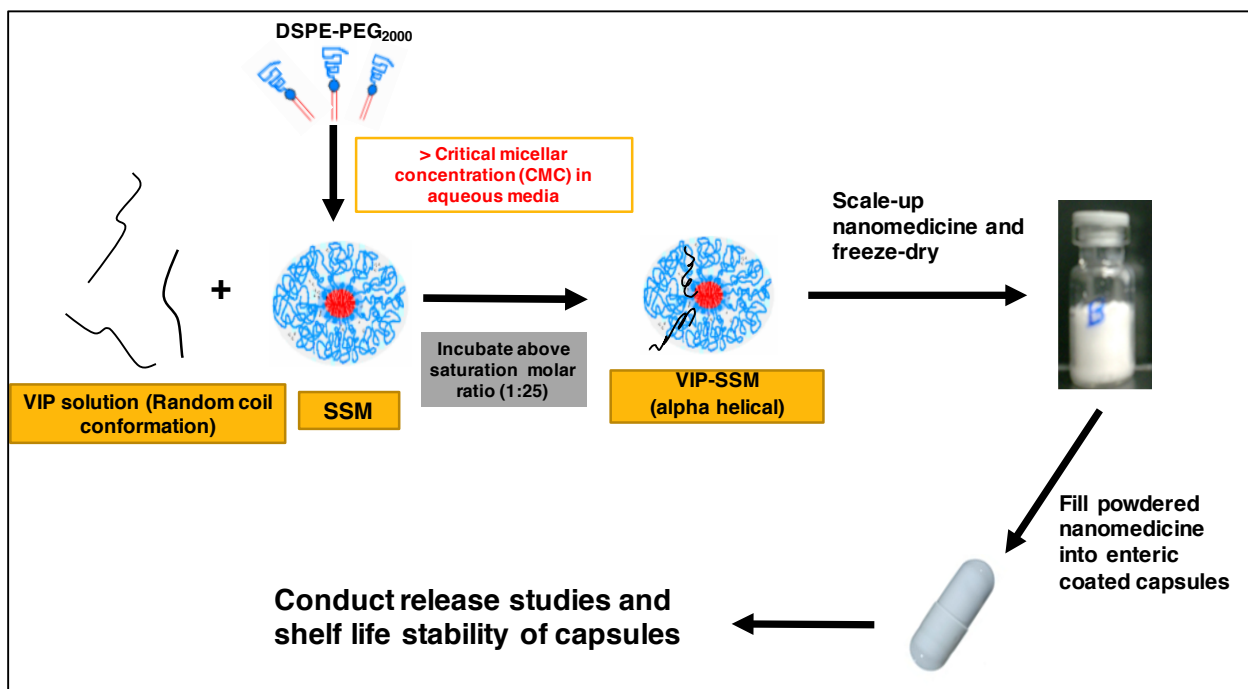 DSPE-PEG2000
> Critical micellar
concentration (CMC) in
aqueous media
Scale-up
nanomedicine and
freeze-dry
+
B
Incubate above
saturation molar
ratio (1:25)
VIP solution (Random coil
conformation)
SSM
VIP-SSM
(alpha helical)
Fill powdered
nanomedicine
into enteric
coated capsules
Conduct release studies and
shelf life stability of capsules